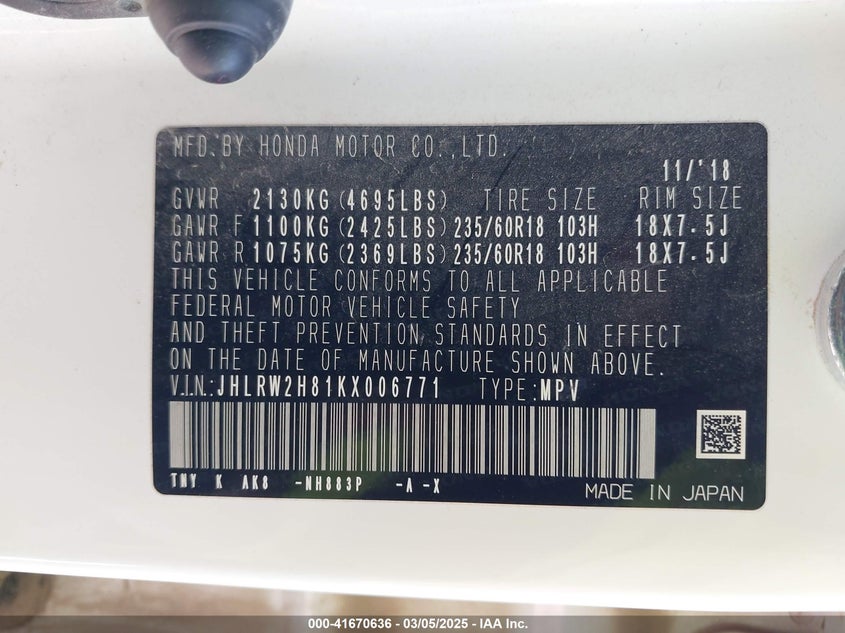 MFD.BY HONDA MOTOR CO.,LTD.
11/'18
GVWR 2130KG(4695LBS) TIRE SIZE RIM SIZE
GAWR F 1100KG(2425LBS) 235/60R18 103H 18X7.5J
GAWR R 1075KG(2369LBS) 235/60R18 103H 18X7.5J
THIS VEHICLE CONFORMS TO ALL APPLICABLE
FEDERAL MOTOR VEHICLE SAFETY
AND THEFT PREVENTION STANDARDS IN EFFECT
ON THE DATE OF MANUFACTURE SHOWN ABOVE.
V.I.N.:JHLRW2H81KX006771 TYPE:MPV
TNY K AK8 -NH883P -A -X
MADE IN JAPAN
000-41670636 - 03/05/2025 - IAA Inc.